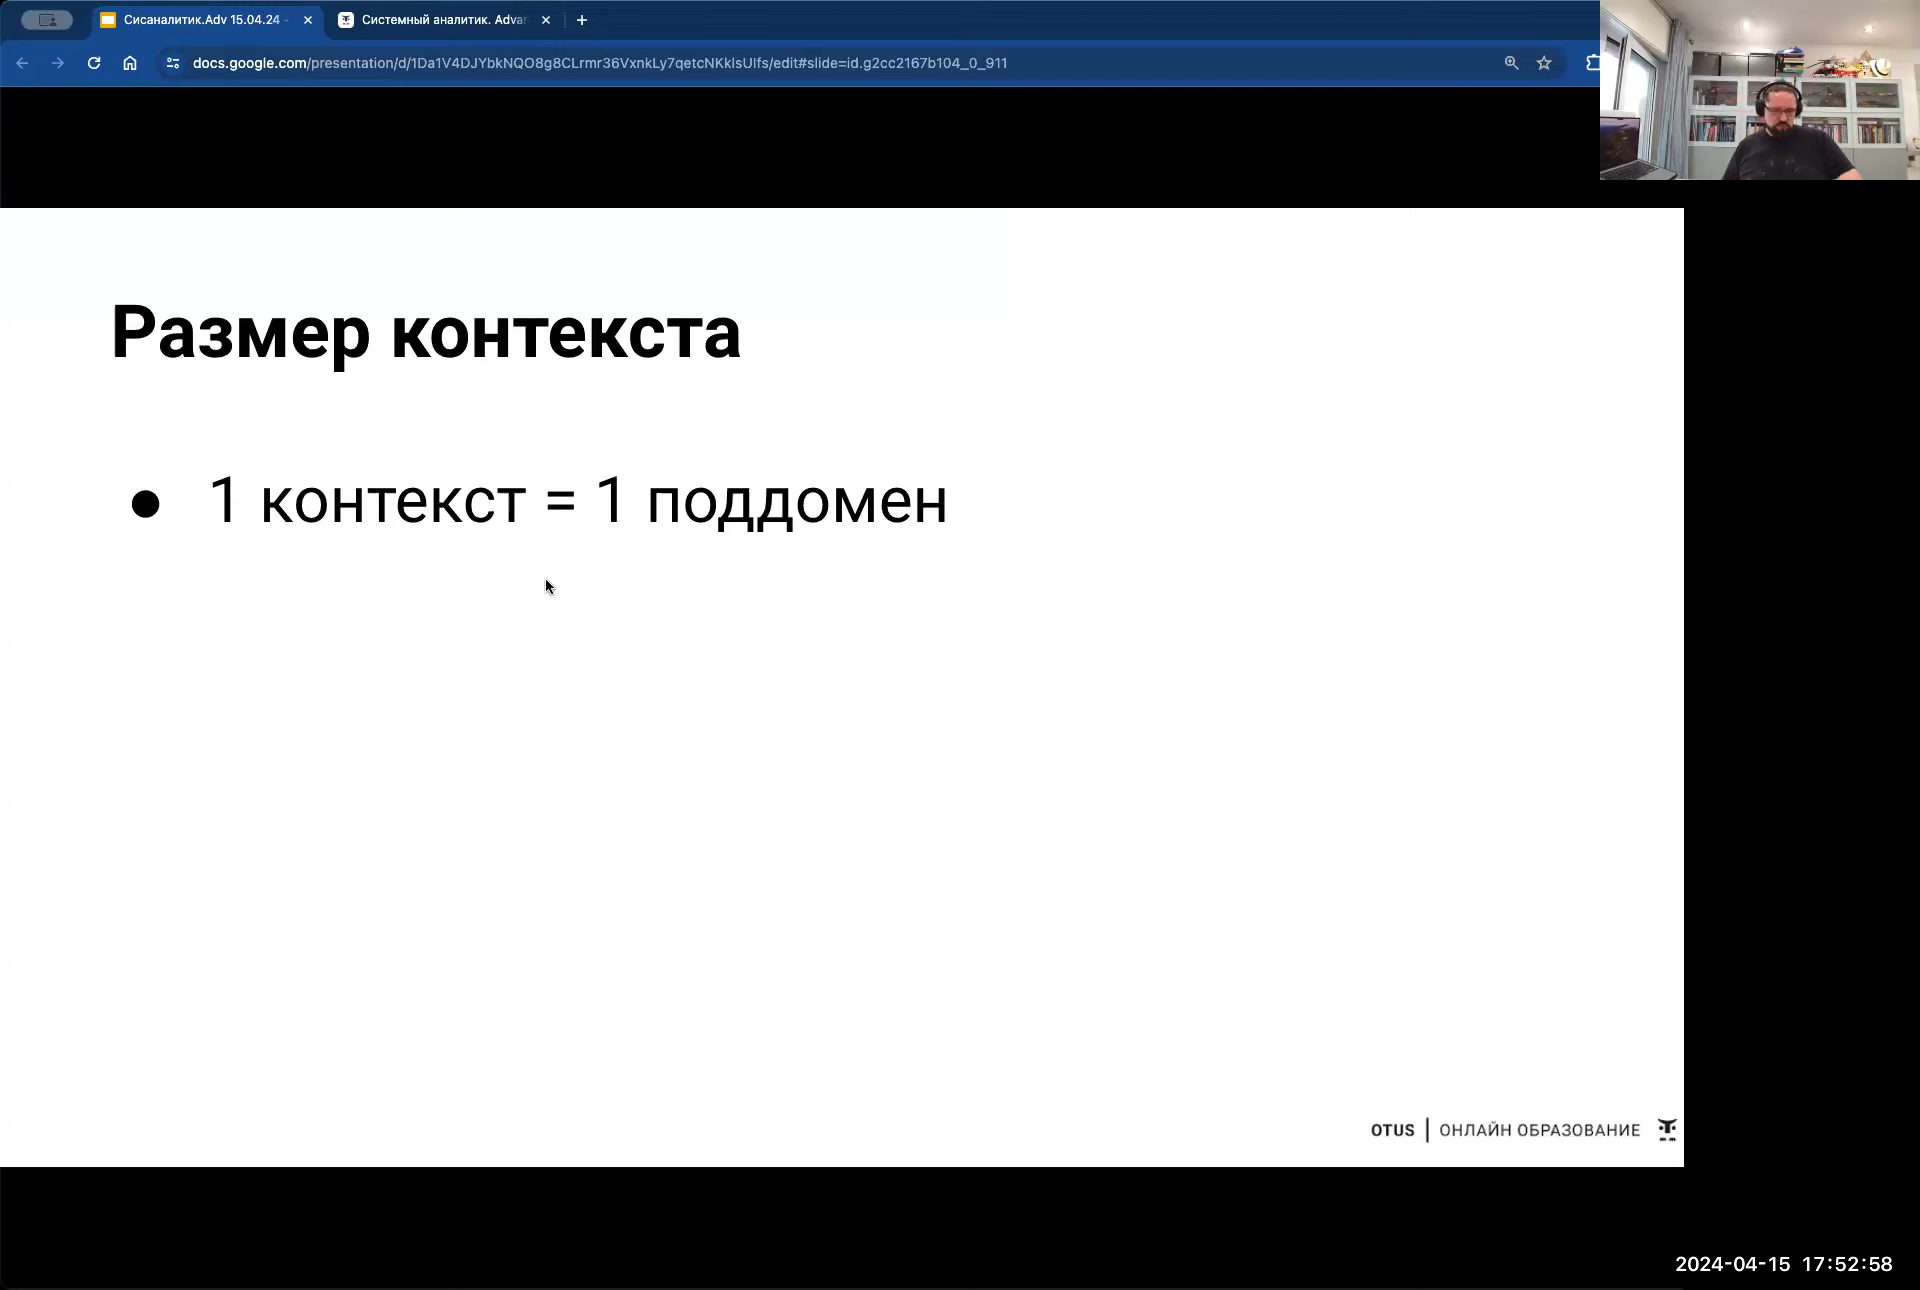 Сисаналитик.Adv 15.04.24 -
Системный аналитик. Advan
docs.google.com/presentation/d/1Da1V4DJYbkNQO8g8CLrmr36VxnkLy7qetcNKklsUlfs/edit#slide=id.g2cc2167b104_0_911
Размер контекста
● 1 контекст = 1 поддомен
OTUS | ОНЛАЙН ОБРАЗОВАНИЕ
2024-04-15 17:52:58